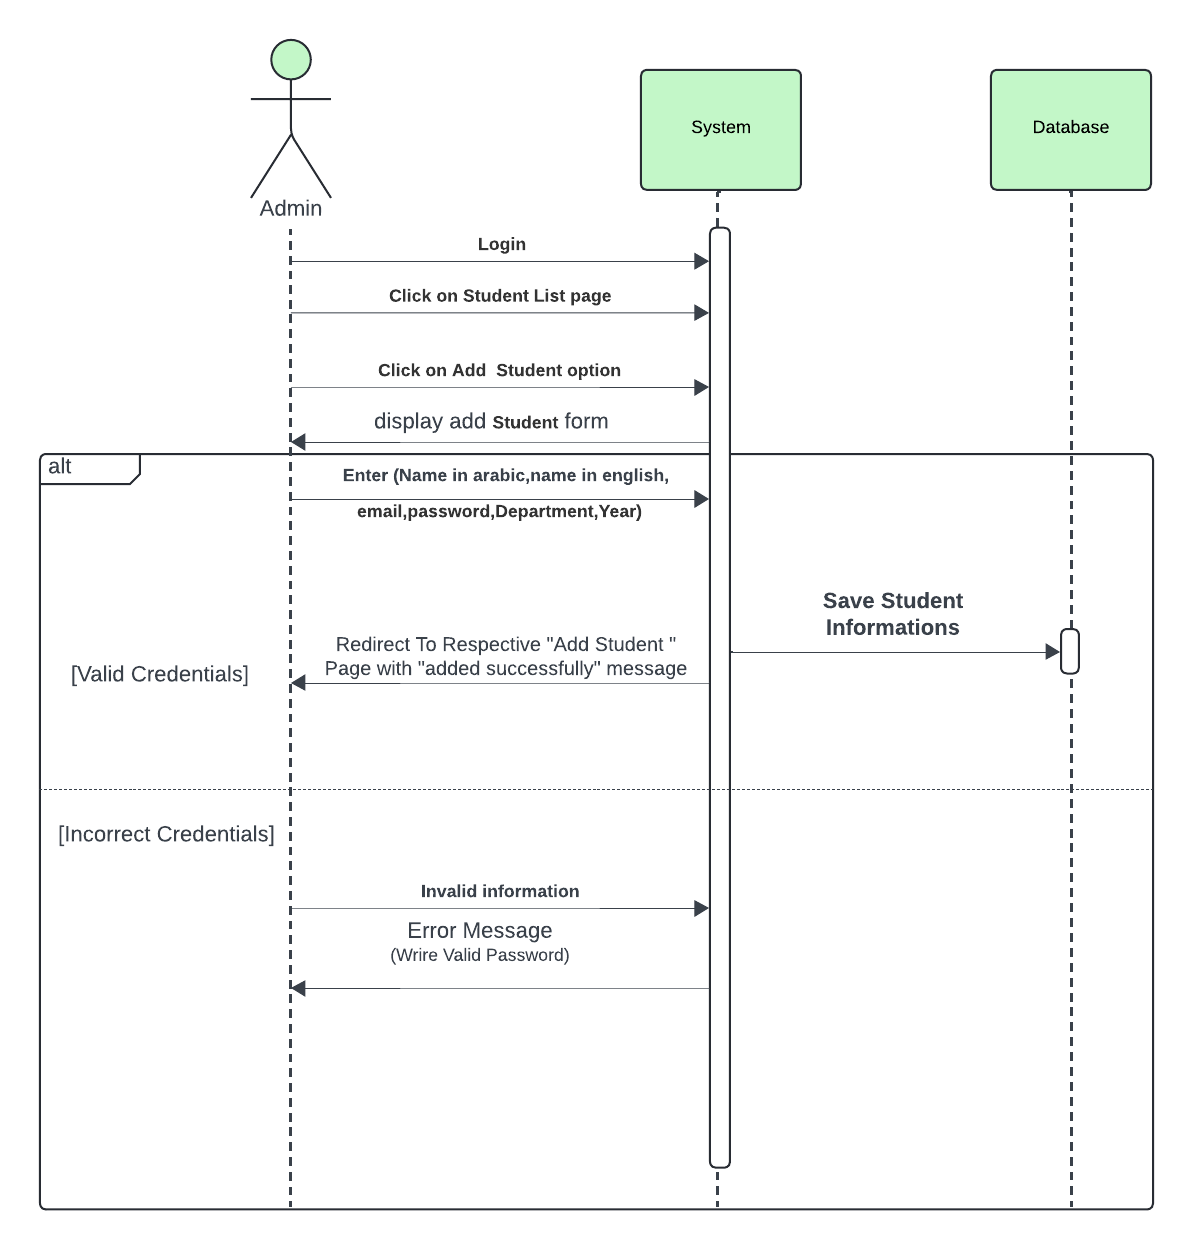 System
Database
Admin
Login
Click on Student List page
Click on Add  Student option
display add Student form
alt
Enter (Name in arabic,name in english,
email,password,Department,Year)
Save Student
Informations
Redirect To Respective "Add Student "
Page with "added successfully" message
[Valid Credentials]
[Incorrect Credentials]
Invalid information
Error Message
(Wrire Valid Password)